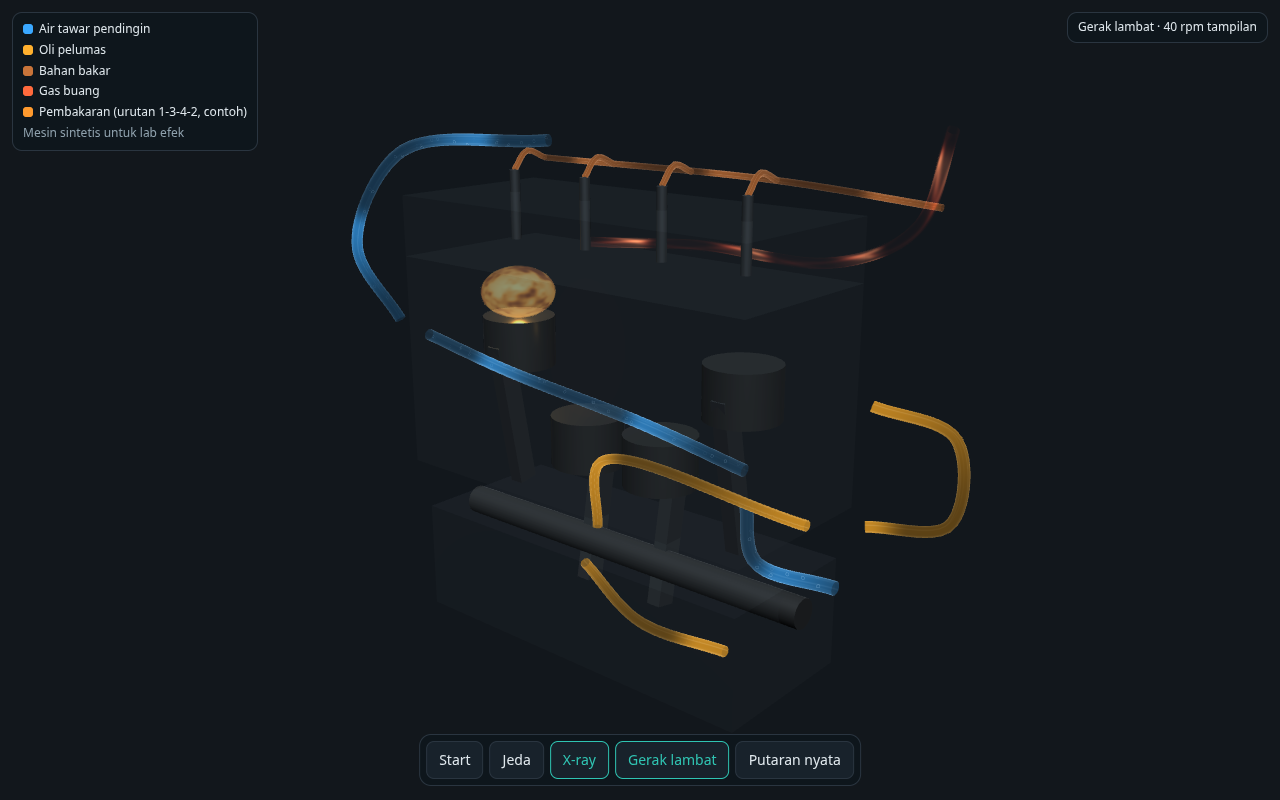 Air tawar pendingin
Oli pelumas
Bahan bakar
Gas buang
Pembakaran (urutan 1-3-4-2, contoh)
Mesin sintetis untuk lab efek
Gerak lambat · 40 rpm tampilan
Start
Jeda
X-ray
Gerak lambat
Putaran nyata